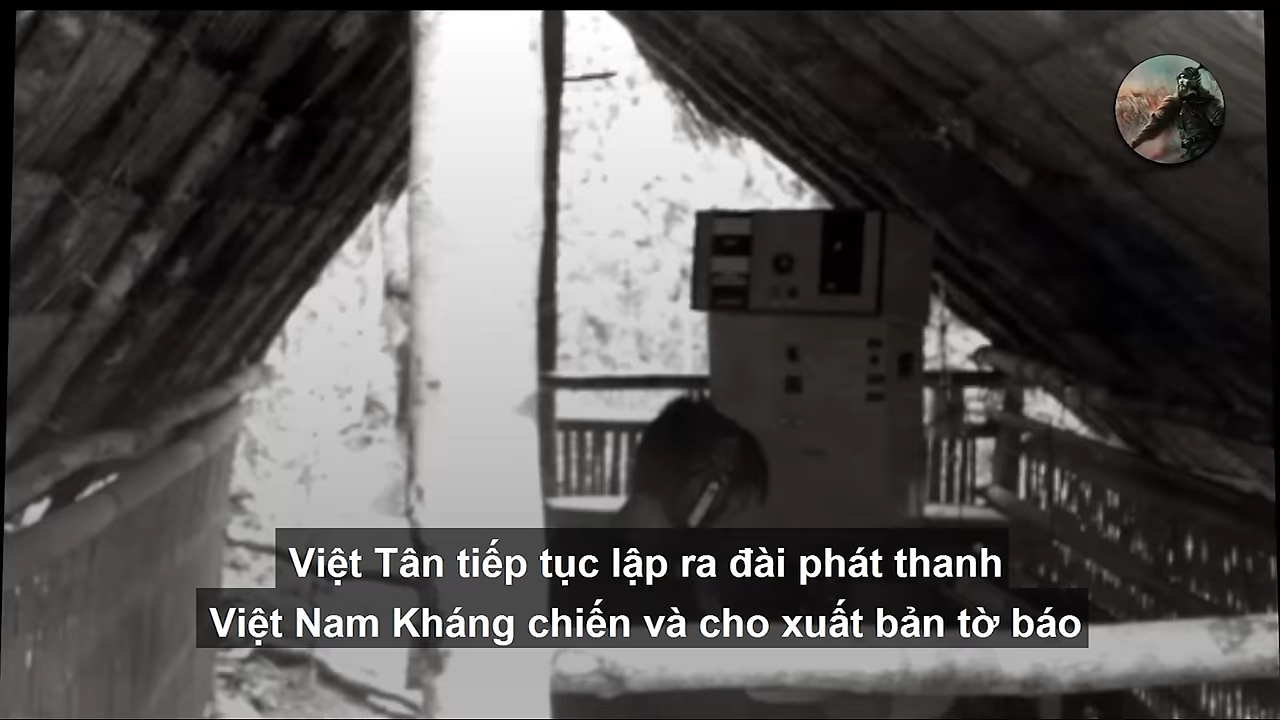 Việt Tân tiếp tục lập ra đài phát thanh
Việt Nam Kháng chiến và cho xuất bản tờ báo